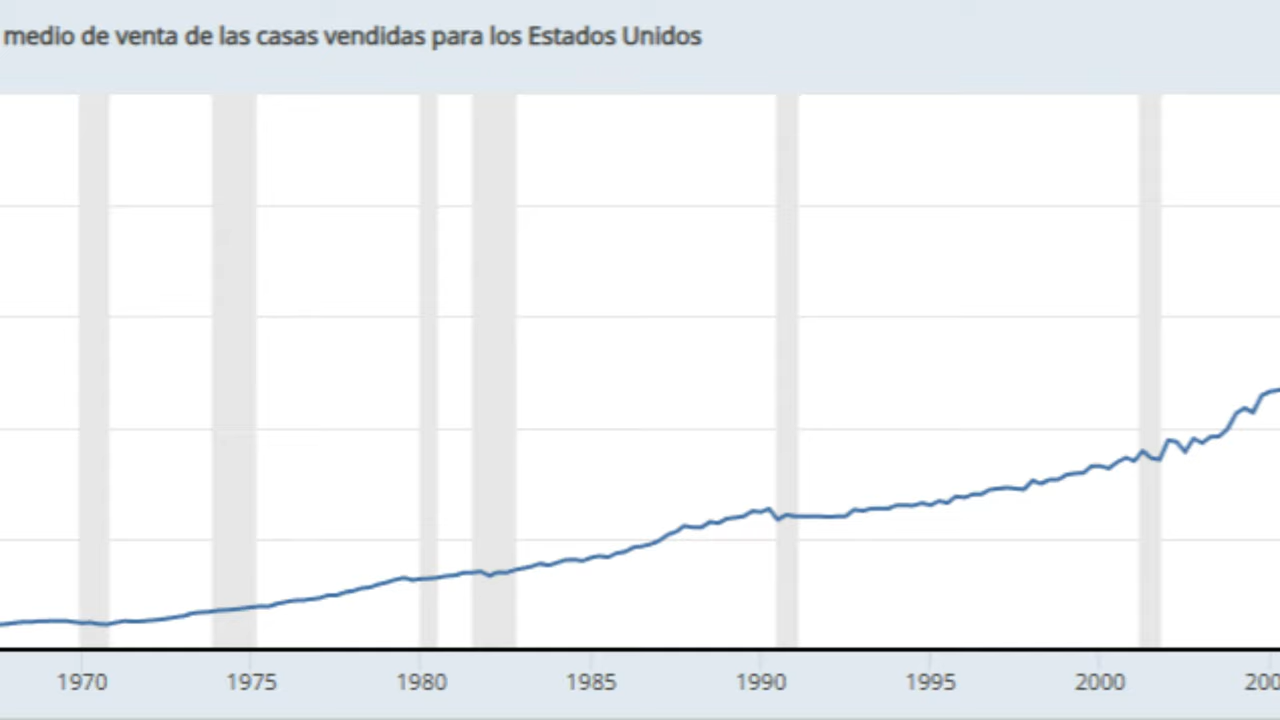 medio de venta de las casas vendidas para los Estados Unidos
1970 1975 1980 1985 1990 1995 2000 200